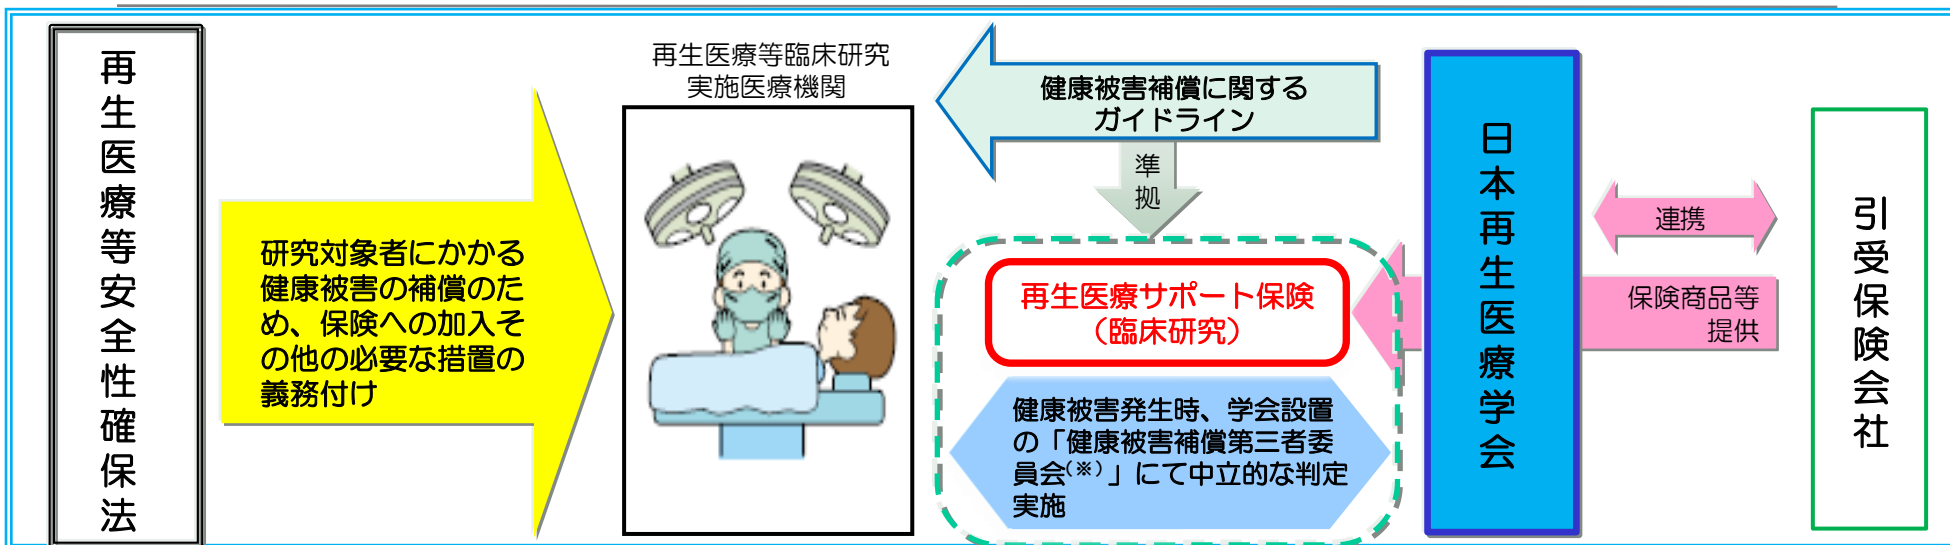 再生医療等安全性確保法
研究対象者にかかる
健康被害の補償のた
め、保険への加入そ
の他の必要な措置の
義務付け
再生医療等臨床研究
実施医療機関
健康被害補償に関する
ガイドライン
準
拠
再生医療サポート保険
（臨床研究）
健康被害発生時、学会設置
の「健康被害補償第三者委
員会(※)」にて中立的な判定
実施
日本再生医療学会
連携
保険商品等
提供
引受保険会社